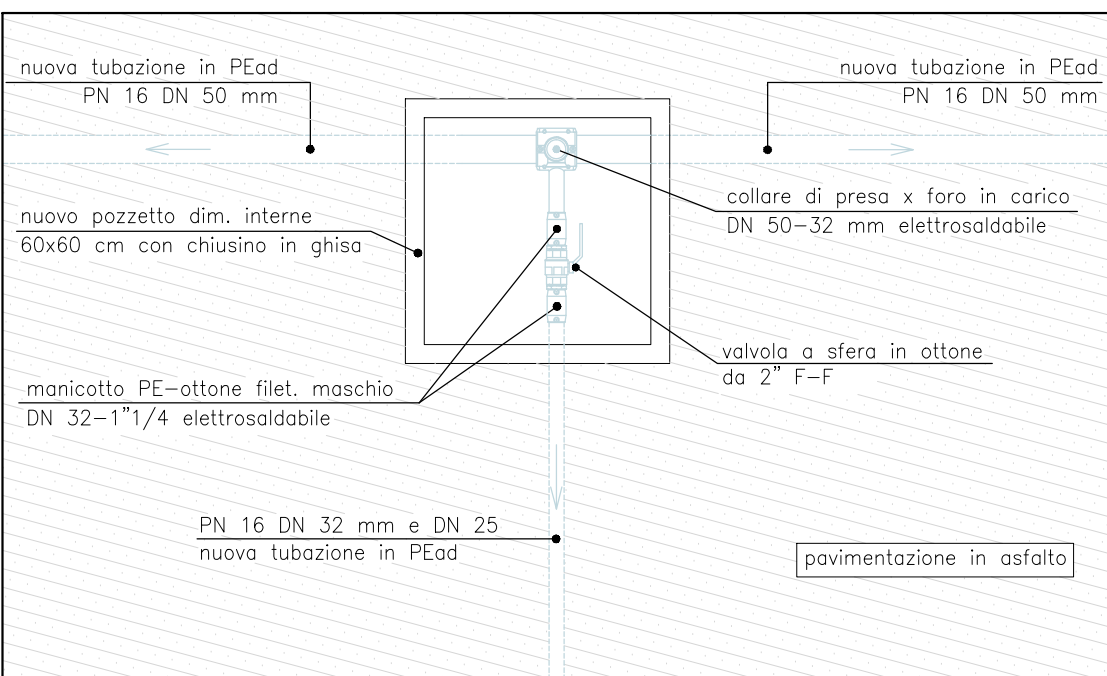 nuova tubazione in PEad
PN 16 DN 50 mm
nuova tubazione in PEad
PN 16 DN 50 mm
nuovo pozzetto dim. interne
60x60 cm con chiusino in ghisa
collare di presa x foro in carico
DN 50-32 mm elettrosaldabile
valvola a sfera in ottone
da 2" F-F
manicotto PE-ottone filet. maschio
DN 32-1"1/4 elettrosaldabile
PN 16 DN 32 mm e DN 25
nuova tubazione in PEad
pavimentazione in asfalto